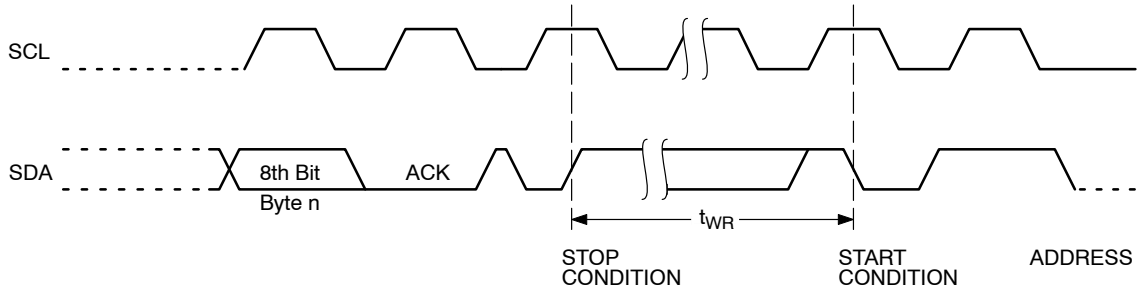 SCL
SDA
8th Bit
Byte n
ACK
tWR
STOP
CONDITION
START
CONDITION
ADDRESS